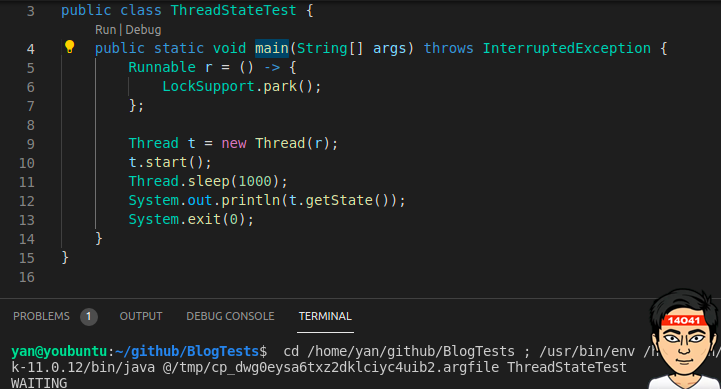 3 public class ThreadStateTest {
Run | Debug
4 public static void main(String[] args) throws InterruptedException {
5 Runnable r = () -> {
6 LockSupport.park();
7 };
8
9 Thread t = new Thread(r);
10 t.start();
11 Thread.sleep(1000);
12 System.out.println(t.getState());
13 System.exit(0);
14 }
15 }
16
PROBLEMS 1 OUTPUT DEBUG CONSOLE TERMINAL
14041
yan@youbuntu:~/github/BlogTests$ cd /home/yan/github/BlogTests ; /usr/bin/env
k-11.0.12/bin/java @/tmp/cp_dwg0eysa6txz2dklciyc4uib2.argfile ThreadStateTest
WAITING